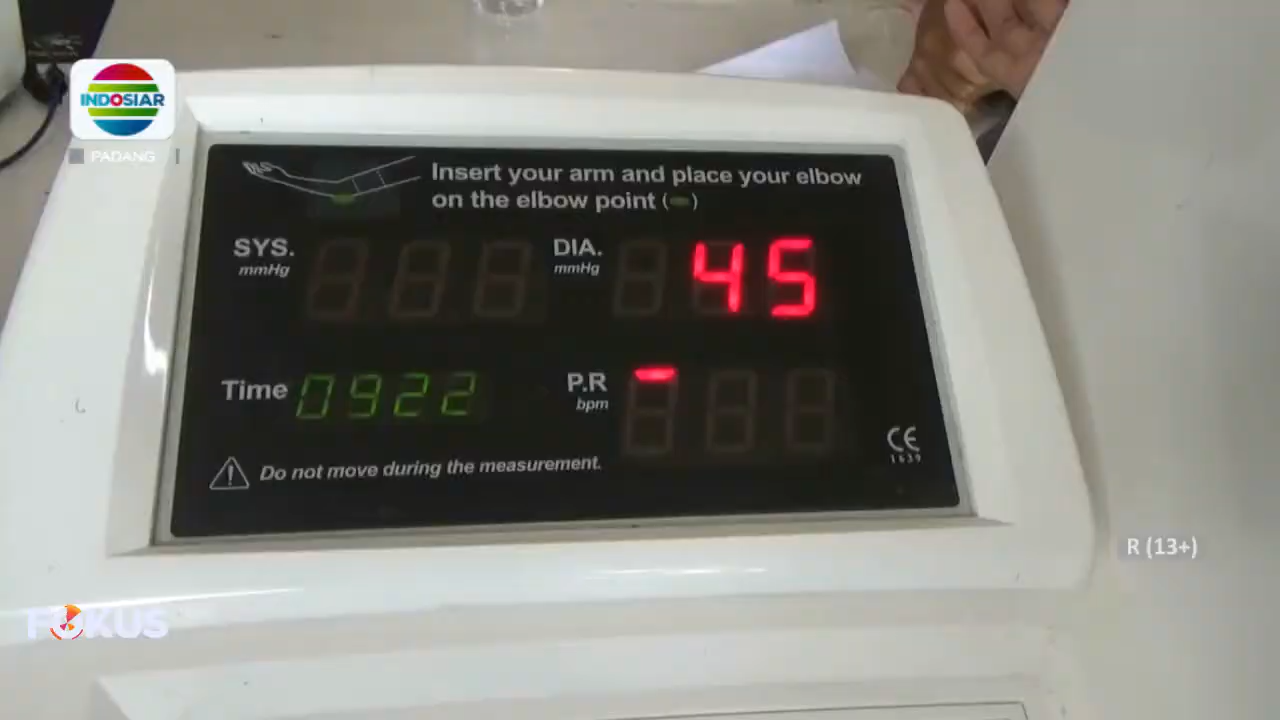 INDOSIAR
PADANG
Insert your arm and place your elbow
on the elbow point ( )
SYS.
mmHg
DIA.
mmHg
45
Time 0922
P.R
bpm
CE
1639
Do not move during the measurement.
R (13+)
FOKUS